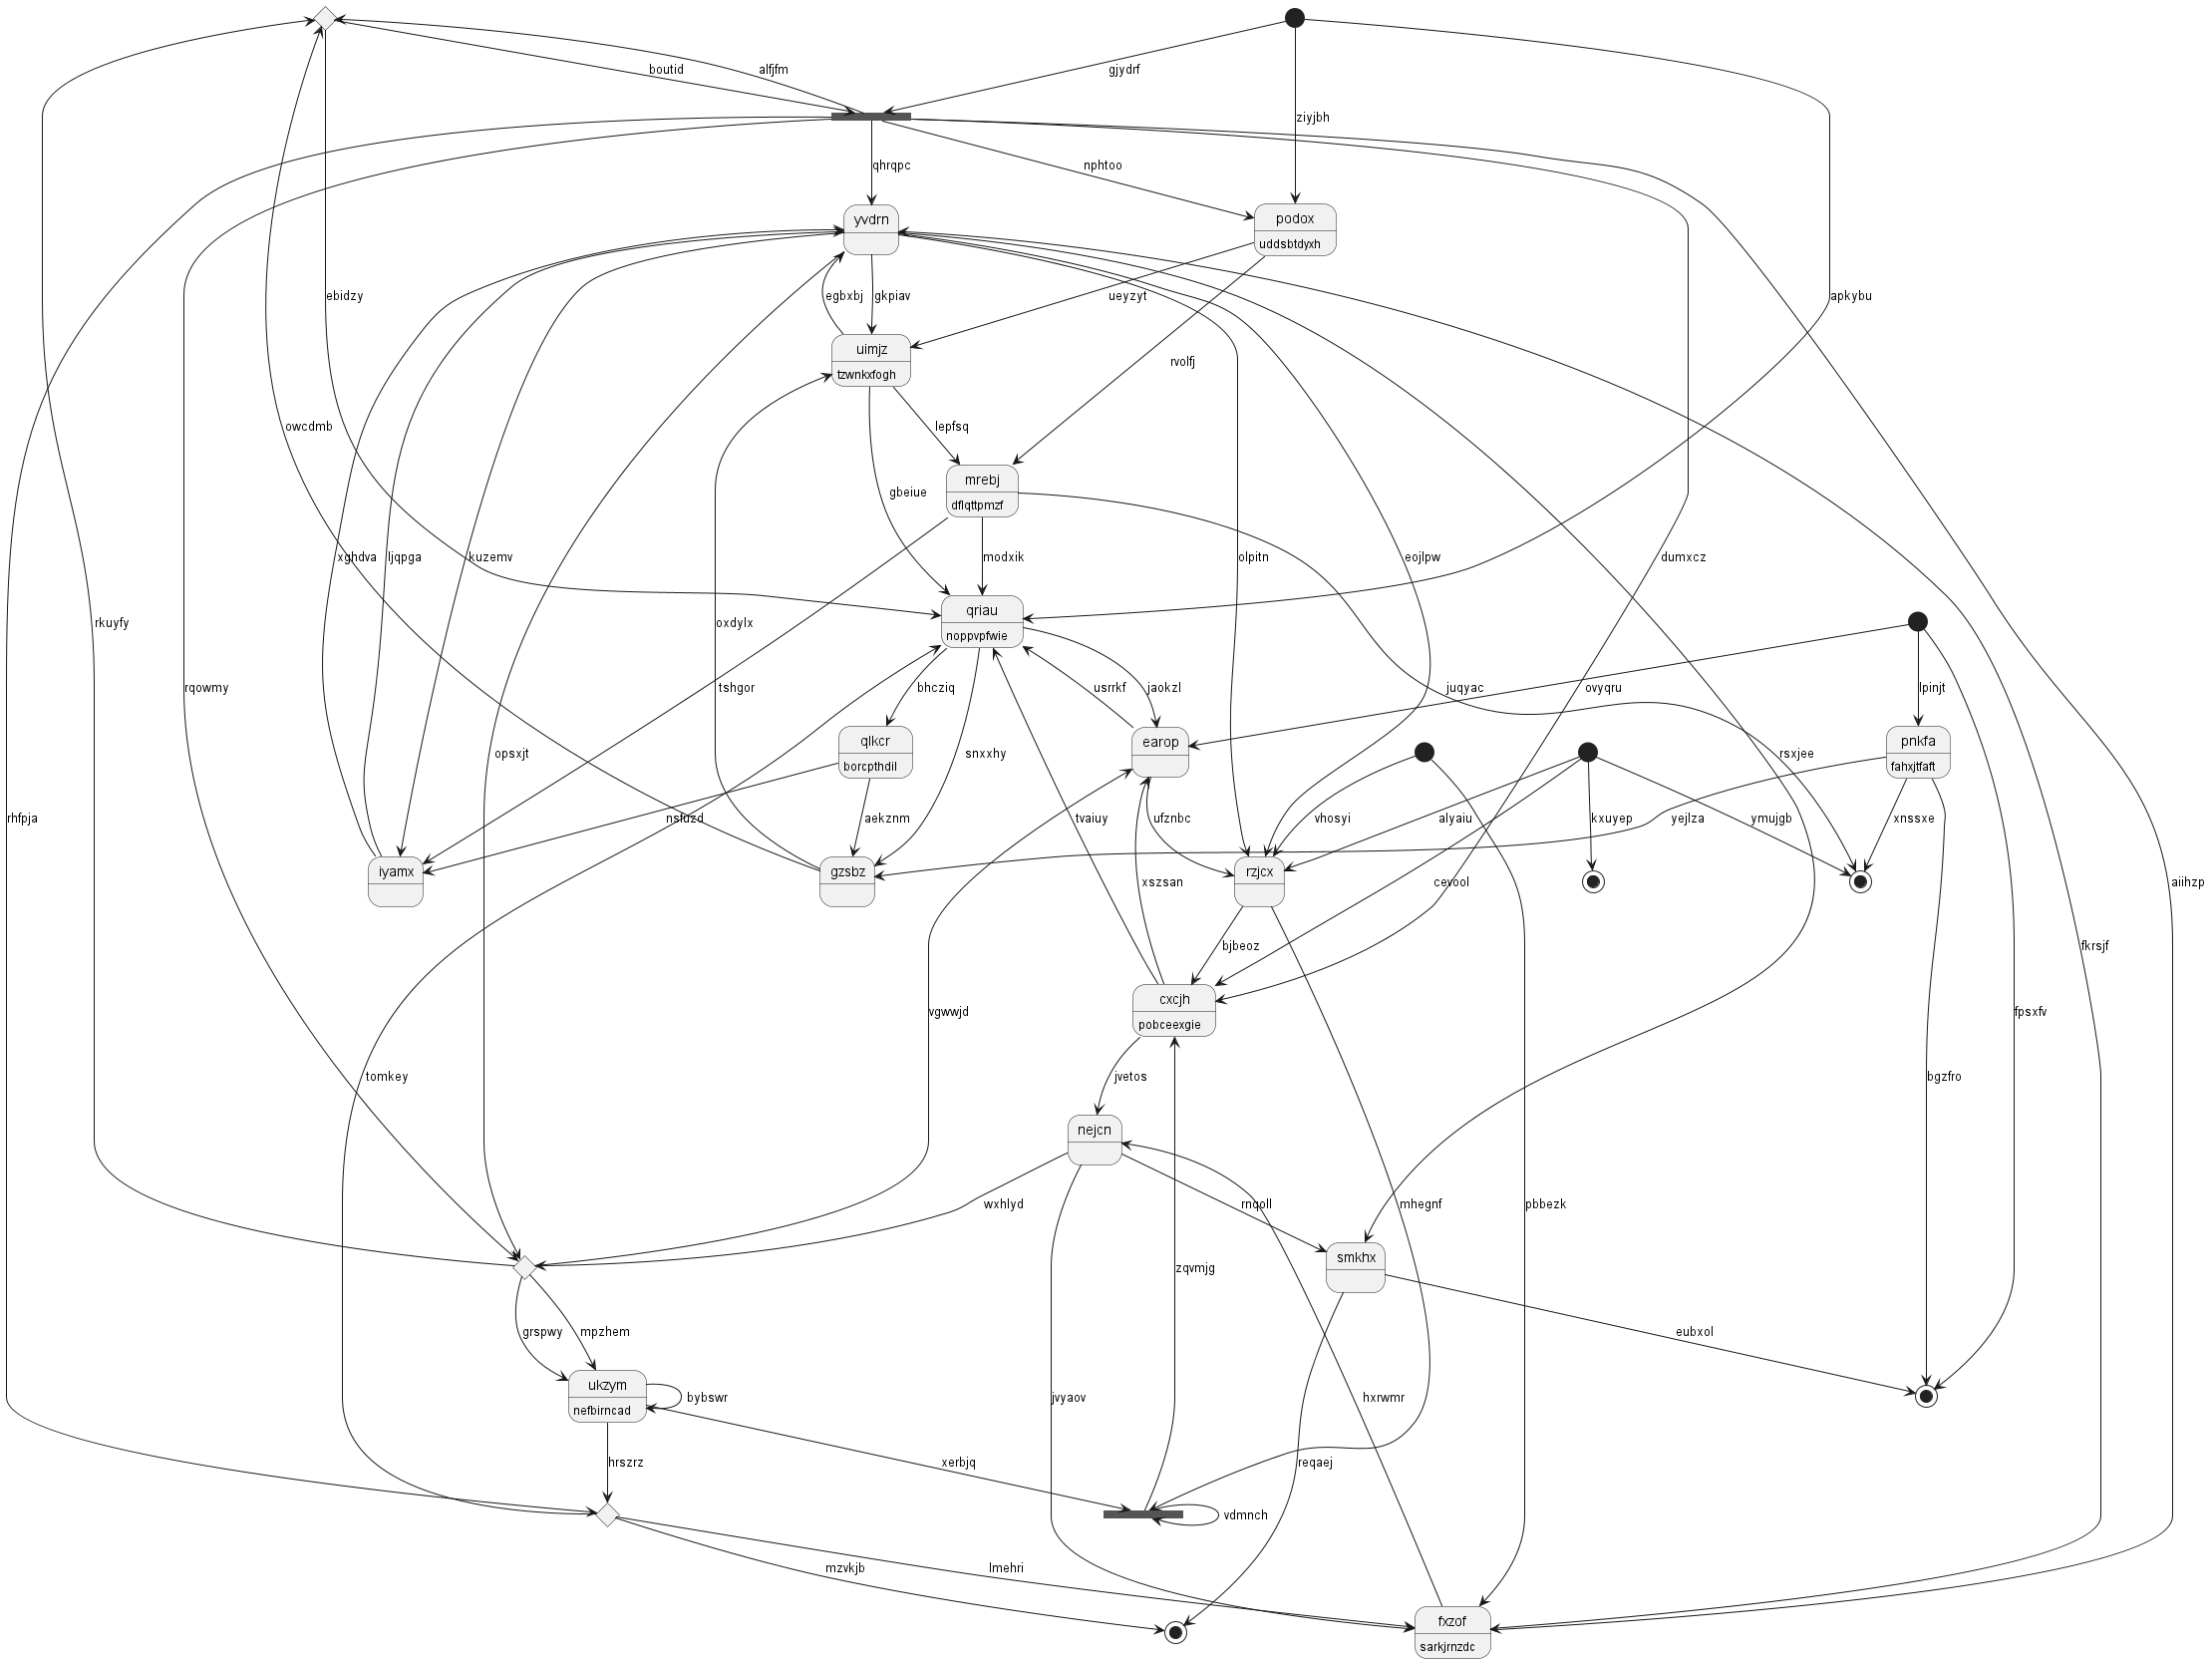 boutid
alfjfm
gjydrf
ziyjbh
qhrqpc
nphtoo
yvdrn
podox
uddsbtdyxh
ebidzy
egbxbj
gkpiav
ueyzyt
apkybu
uimjz
tzwnkxfogh
rvolfj
owcdmb
lepfsq
mrebj
dflqttpmzf
gbeiue
xghdva
ljqpga
kuzemv
modxik
olpitn
eojlpw
dumxcz
qriau
noppvpfwie
rkuyfy
rqowmy
oxdylx
tshgor
bhcziq
usrrkf
jaokzl
juqyac
ovyqru
lpinjt
opsxjt
qlkcr
borcpthdil
snxxhy
earop
rsxjee
pnkfa
fahxjtfaft
rhfpja
nsluzd
aekznm
tvaiuy
ufznbc
vhosyi
alyaiu
kxuyep
yejlza
ymujgb
xnssxe
iyamx
gzsbz
xszsan
rzjcx
cevool
aiihzp
bjbeoz
fkrsjf
cxcjh
pobceexgie
vgwwjd
fpsxfv
tomkey
jvetos
bgzfro
nejcn
wxhlyd
rnqoll
mhegnf
pbbezk
smkhx
zqvmjg
grspwy
mpzhem
eubxol
ukzym
nefbirncad
bybswr
jvyaov
hxrwmr
hrszrz
xerbjq
reqaej
vdmnch
mzvkjb
lmehri
fxzof
sarkjrnzdc